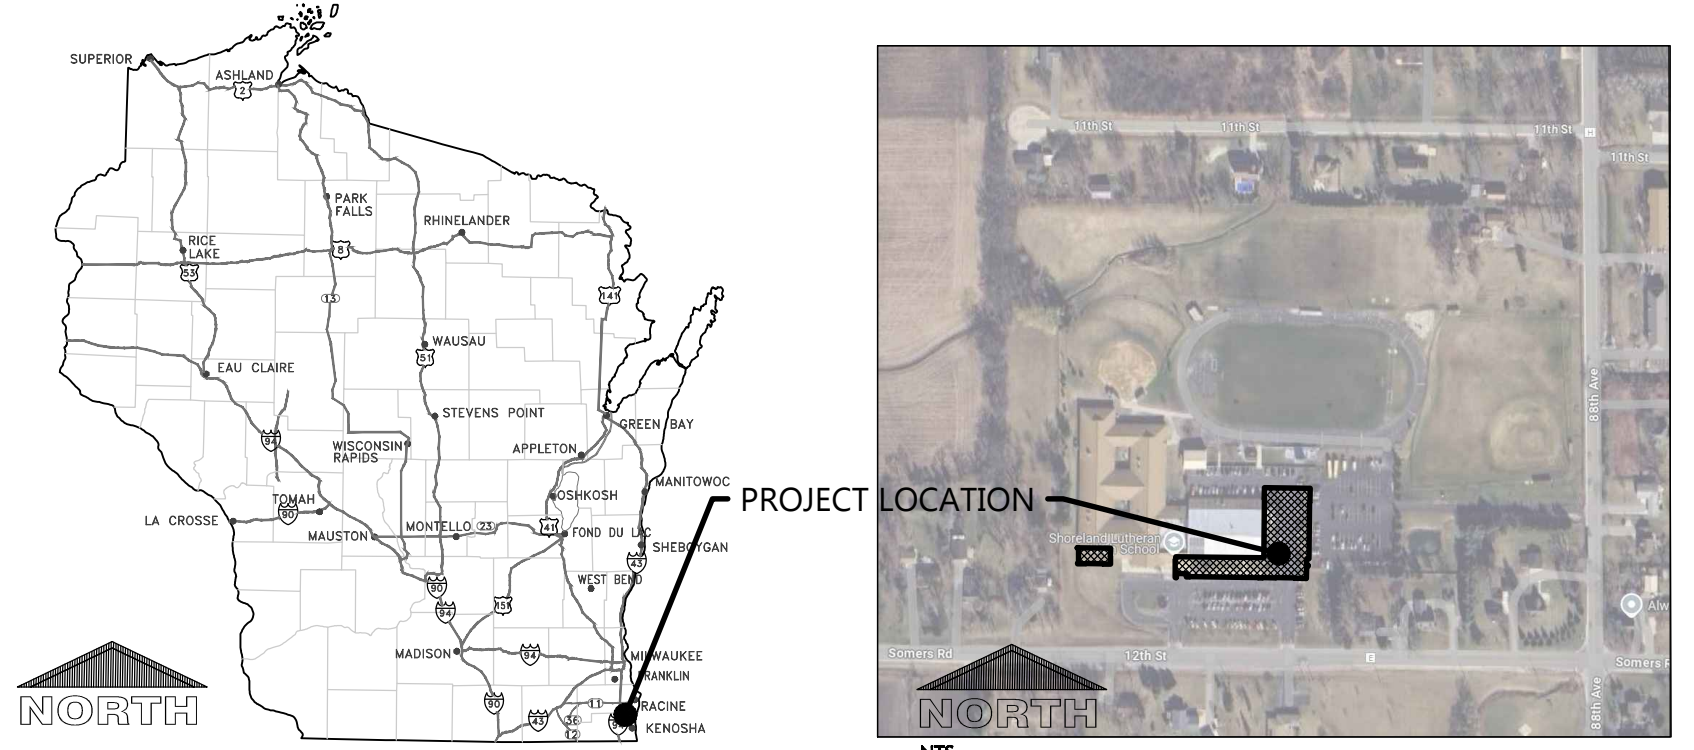 SUPERIOR
ASHLAND
2
PARK
FALLS
RHINELANDER
RICE
LAKE
8
53
13
141
WAUSAU
51
EAU CLAIRE
STEVENS POINT
GREEN BAY
94
WISCONSIN
RAPIDS
APPLETON
MANITOWOC
OSHKOSH
TOMAH
90
LA CROSSE
MAUSTON
MONTELLO
23
41
FOND DU LAC
SHEBOYGAN
43
WEST BEND
90
94
151
MADISON
94
MILWAUKEE
RANKLIN
90
43
11
36
12
RACINE
KENOSHA
NORTH
PROJECT LOCATION
11th St
11th St
11th St
H
11th St
88th Ave
Shoreland Lutheran
School
Alw
Somers Rd
12th St
E
Somers R
88th Ave
NORTH
NTS